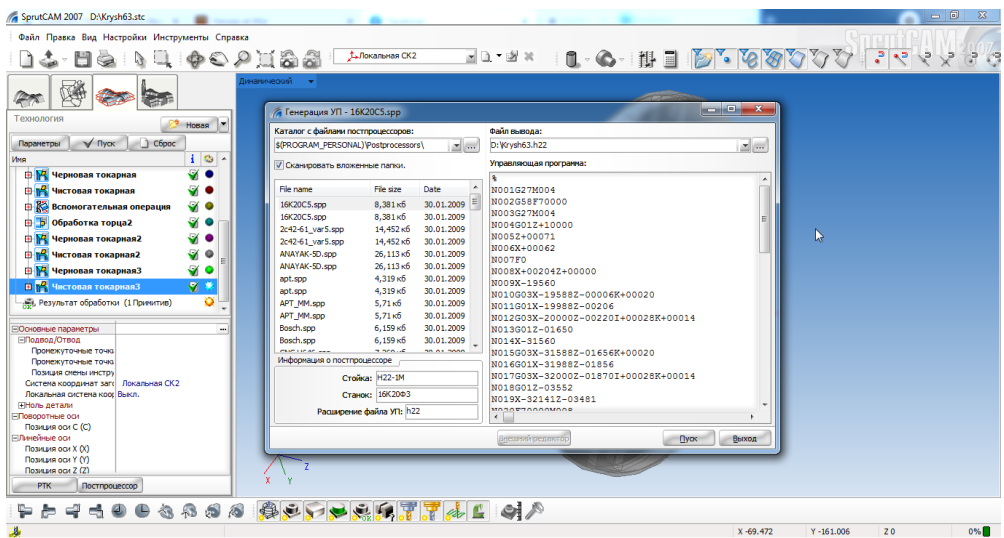 SprutCAM 2007 D:\Krysh63.stc
Файл Правка Вид Настройки Инструменты Справка
Локальная СК2
SprutCAM 2007
Динамический
Технология
Новая
Параметры Пуск Сброс
Имя
Черновая токарная
Чистовая токарная
Вспомогательная операция
Обработка торца2
Черновая токарная2
Чистовая токарная2
Черновая токарная3
Чистовая токарная3
Результат обработки (1 Примитив)
Основные параметры
Подвод/Отвод
Промежуточные точки
Промежуточные точки
Позиция смены инстру
Система координат заг Локальная СК2
Локальная система коор Выкл.
Ноль детали
Поворотные оси
Позиция оси C (C)
Линейные оси
Позиция оси X (X)
Позиция оси Y (Y)
Позиция оси Z (Z)
РТК Постпроцессор
Генерация УП - 16K20C5.spp
Каталог с файлами постпроцессоров:
$(PROGRAM_PERSONAL)\Postprocessors\
Сканировать вложенные папки.
File name File size Date
16K20C5.spp 8,381 кб 30.01.2009
16K20C5.spp 8,381 кб 30.01.2009
2c42-61_var5.spp 14,452 кб 30.01.2009
2c42-61_var5.spp 14,452 кб 30.01.2009
ANAYAK-5D.spp 26,113 кб 30.01.2009
ANAYAK-5D.spp 26,113 кб 30.01.2009
apt.spp 4,319 кб 30.01.2009
apt.spp 4,319 кб 30.01.2009
APT_MM.spp 5,71 кб 30.01.2009
APT_MM.spp 5,71 кб 30.01.2009
Bosch.spp 6,159 кб 30.01.2009
Bosch.spp 6,159 кб 30.01.2009
Информация о постпроцессоре
Стойка: H22-1M
Станок: 16К20Ф3
Расширение файла УП: h22
Файл вывода:
D:\Krysh63.h22
Управляющая программа:
%
N001G27M004
N002G58F70000
N003G27M004
N004G01Z+10000
N005Z+00071
N006X+00062
N007F0
N008X+00204Z+00000
N009X-19560
N010G03X-19588Z-00006K+00020
N011G01X-19988Z-00206
N012G03X-20000Z-00220I+00028K+00014
N013G01Z-01650
N014X-31560
N015G03X-31588Z-01656K+00020
N016G01X-31988Z-01856
N017G03X-32000Z-01870I+00028K+00014
N018G01Z-03552
N019X-32141Z-03481
N020F70000M008
Внешний редактор Пуск Выход
Z
X Y
X -69.472 Y -161.006 Z 0 0%